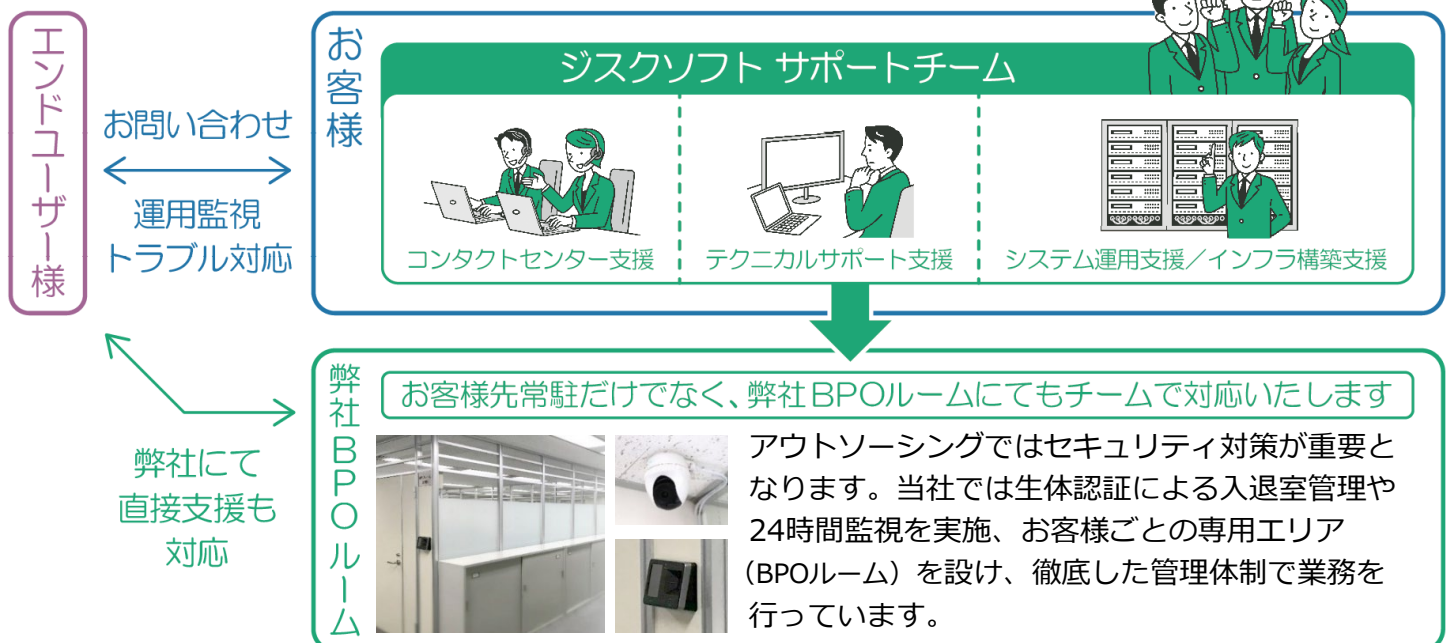 エンドユーザー様
お問い合わせ
運用監視
トラブル対応
お客様
ジスクソフト サポートチーム
コンタクトセンター支援
テクニカルサポート支援
システム運用支援／インフラ構築支援
弊社にて
直接支援も
対応
弊社BPOルーム
お客様先常駐だけでなく、弊社BPOルームにてもチームで対応いたします
アウトソーシングではセキュリティ対策が重要と
なります。当社では生体認証による入退室管理や
24時間監視を実施、お客様ごとの専用エリア
（BPOルーム）を設け、徹底した管理体制で業務を
行っています。